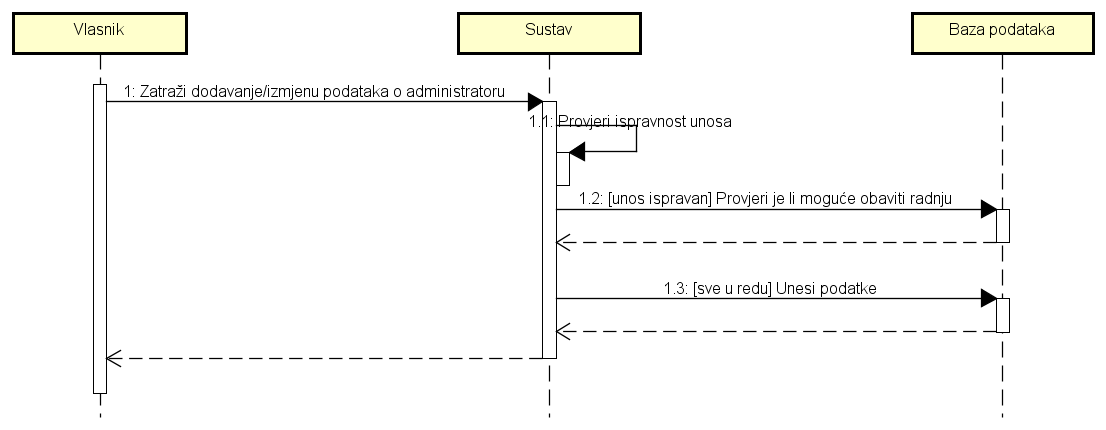 Vlasnik
Sustav
Baza podataka
1: Zatraži dodavanje/izmjenu podataka o administratoru
1.1: Provjeri ispravnost unosa
1.2: [unos ispravan] Provjeri je li moguće obaviti radnju
1.3: [sve u redu] Unesi podatke